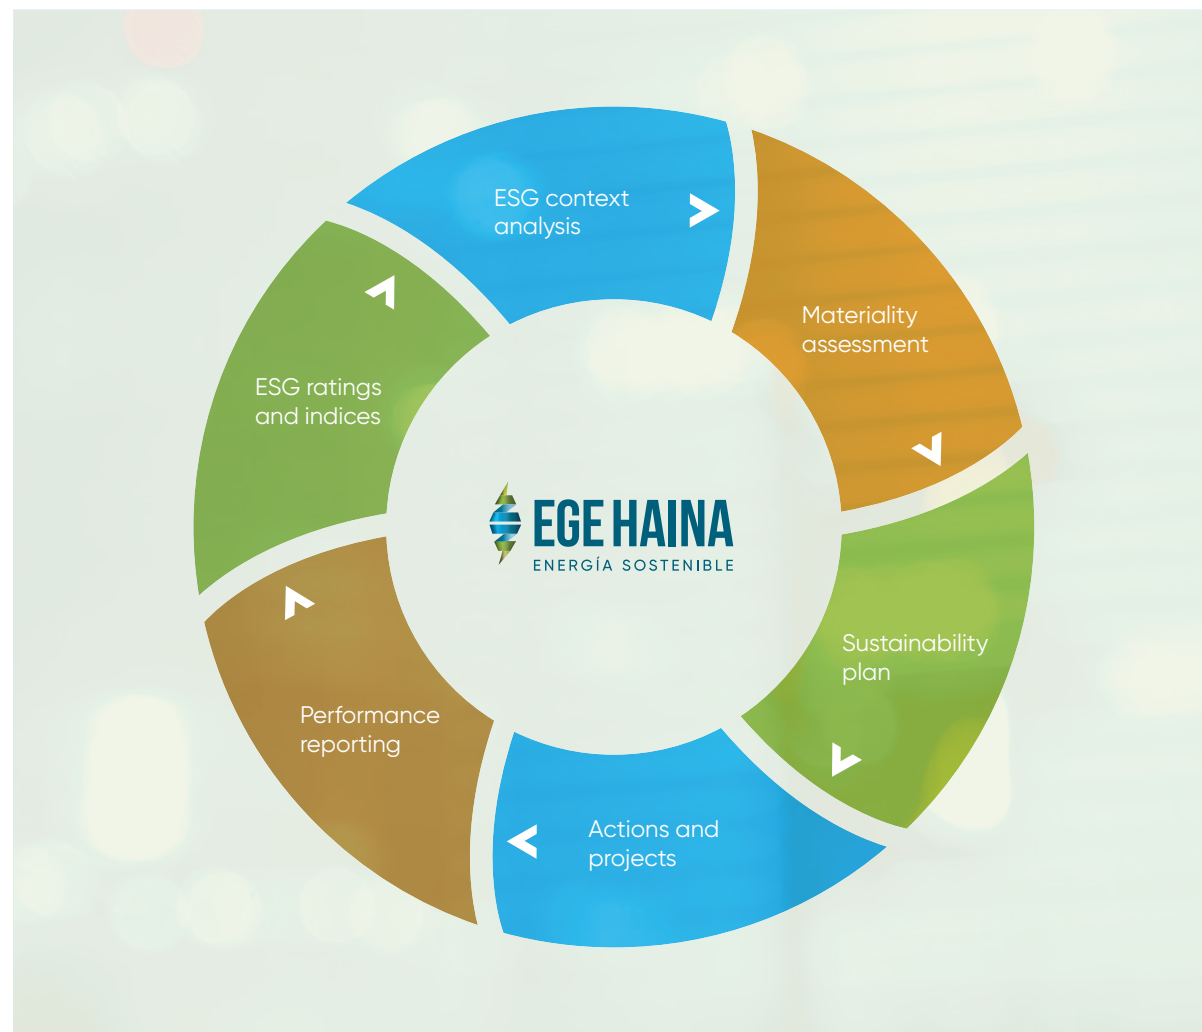 ESG context
analysis
Materiality
assessment
Sustainability
plan
Actions and
projects
Performance
reporting
ESG ratings
and indices
EGE HAINA
ENERGÍA SOSTENIBLE